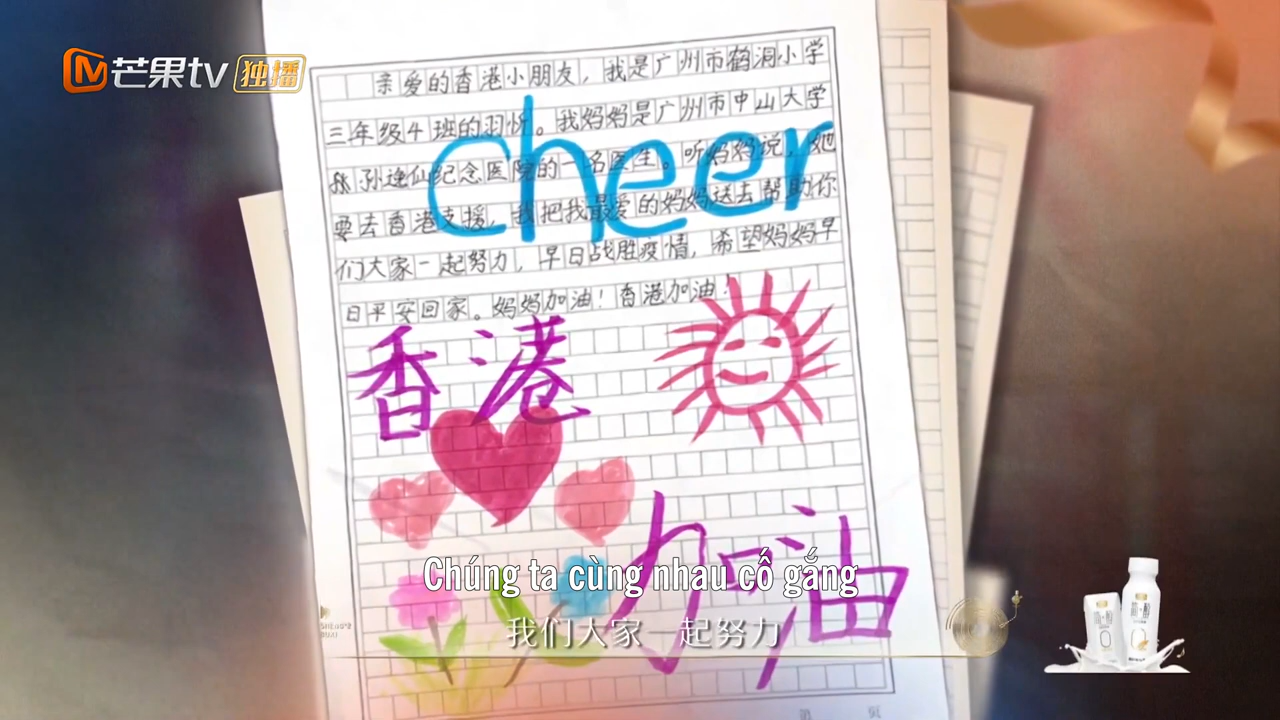 芒果tv 独播
亲爱的香港小朋友，我是广州市鹤洞小学
三年级4班的羽忻。我妈妈是广州市中山大学
孙逸仙纪念医院的一名医生。听妈妈说，她
要去香港支援，我把我最爱的妈妈送去帮助你
们大家一起努力，早日战胜疫情，希望妈妈早
日平安回家。妈妈加油！香港加油！
cheer
香港
加油
Chúng ta cùng nhau cố gắng
我们大家一起努力
页